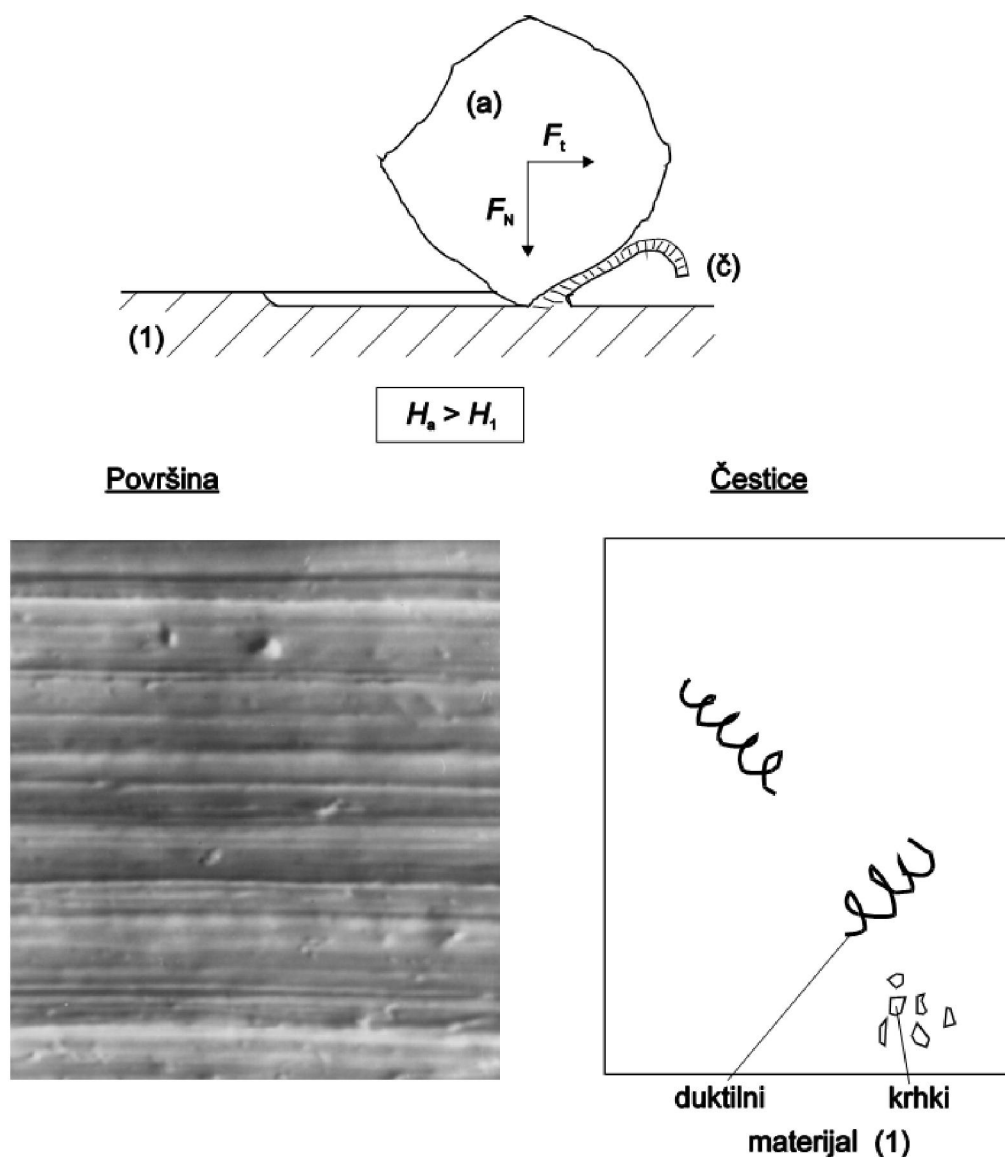 (a)
Ft
FN
(č)
(1)
Ha > H1
Površina
Čestice
duktilni
krhki
materijal (1)